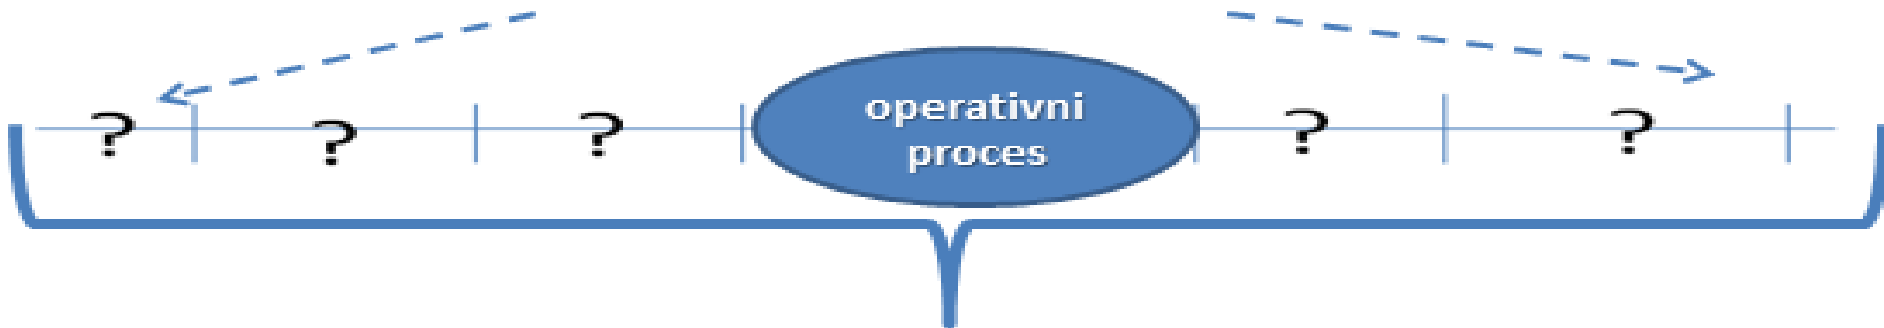 ? ? ? operativni ? ?
proces